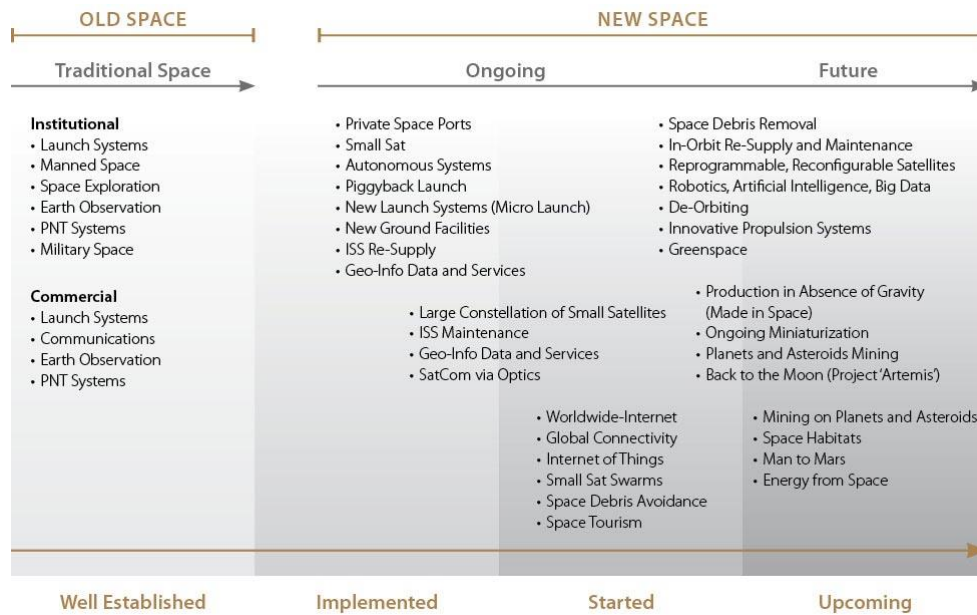 OLD SPACE
NEW SPACE
Traditional Space
Ongoing
Future
Institutional
• Launch Systems
• Manned Space
• Space Exploration
• Earth Observation
• PNT Systems
• Military Space
Commercial
• Launch Systems
• Communications
• Earth Observation
• PNT Systems
• Private Space Ports
• Small Sat
• Autonomous Systems
• Piggyback Launch
• New Launch Systems (Micro Launch)
• New Ground Facilities
• ISS Re-Supply
• Geo-Info Data and Services
• Large Constellation of Small Satellites
• ISS Maintenance
• Geo-Info Data and Services
• SatCom via Optics
• Worldwide-Internet
• Global Connectivity
• Internet of Things
• Small Sat Swarms
• Space Debris Avoidance
• Space Tourism
• Space Debris Removal
• In-Orbit Re-Supply and Maintenance
• Reprogrammable, Reconfigurable Satellites
• Robotics, Artificial Intelligence, Big Data
• De-Orbiting
• Innovative Propulsion Systems
• Greenspace
• Production in Absence of Gravity
(Made in Space)
• Ongoing Miniaturization
• Planets and Asteroids Mining
• Back to the Moon (Project ‘Artemis’)
• Mining on Planets and Asteroids
• Space Habitats
• Man to Mars
• Energy from Space
Well Established
Implemented
Started
Upcoming